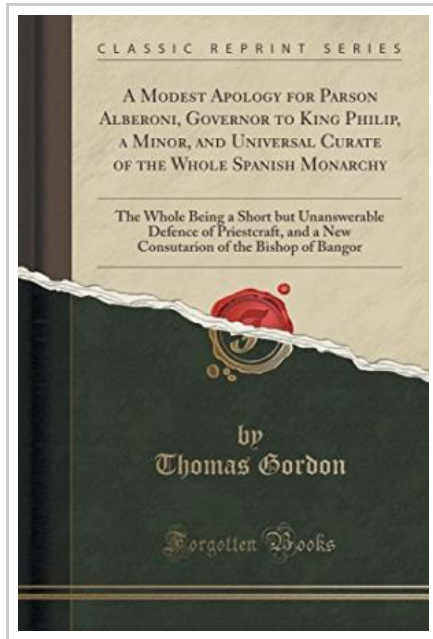 CLASSIC REPRINT SERIES
A MODEST APOLOGY FOR PARSON
ALBERONI, GOVERNOR TO KING PHILIP,
A MINOR, AND UNIVERSAL CURATE
OF THE WHOLE SPANISH MONARCHY
The Whole Being a Short but Unanswerable
Defence of Priestcraft, and a New
Consutarion of the Bishop of Bangor
by
Thomas Gordon
Forgotten Books